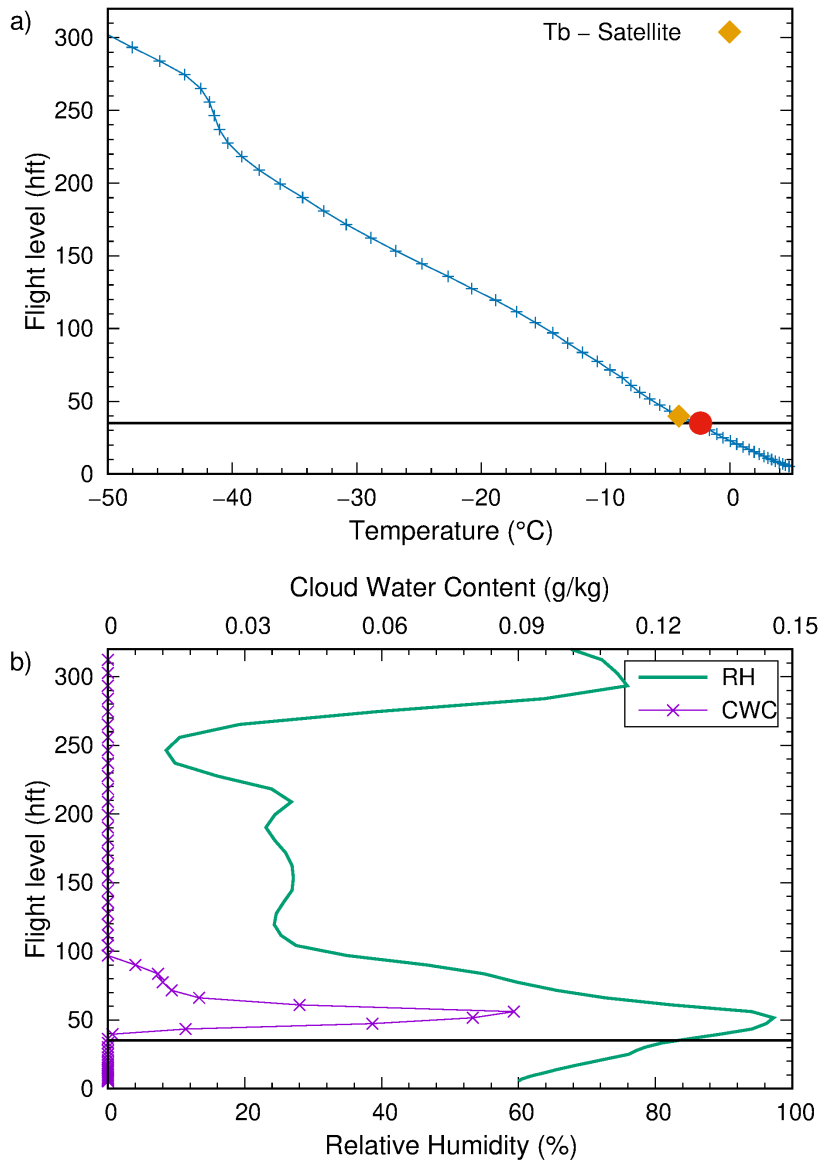 a)
Tb − Satellite
Flight level (hft)
300
250
200
150
100
50
0
−50 −40 −30 −20 −10 0
Temperature (°C)
Cloud Water Content (g/kg)
0 0.03 0.06 0.09 0.12 0.15
b)
RH
CWC
Flight level (hft)
300
250
200
150
100
50
0
0 20 40 60 80 100
Relative Humidity (%)